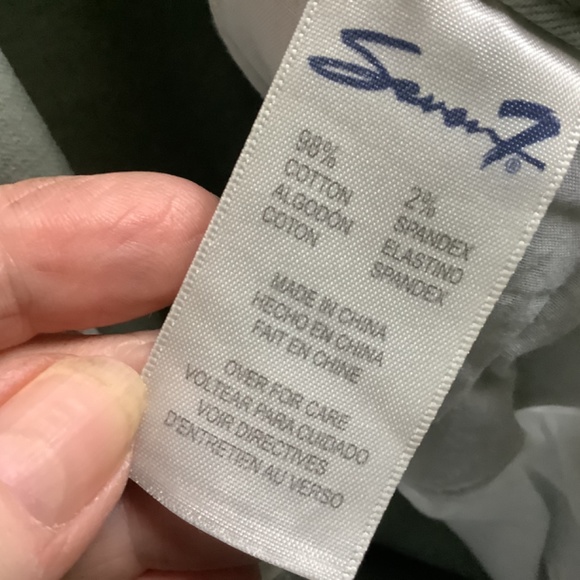 Seven7®
98%
COTTON
ALGODÓN
COTON
2%
SPANDEX
ELASTINO
SPANDEX
MADE IN CHINA
HECHO EN CHINA
FAIT EN CHINE
OVER FOR CARE
VOLTEAR PARA CUIDADO
VOIR DIRECTIVES
D'ENTRETIEN AU VERSO